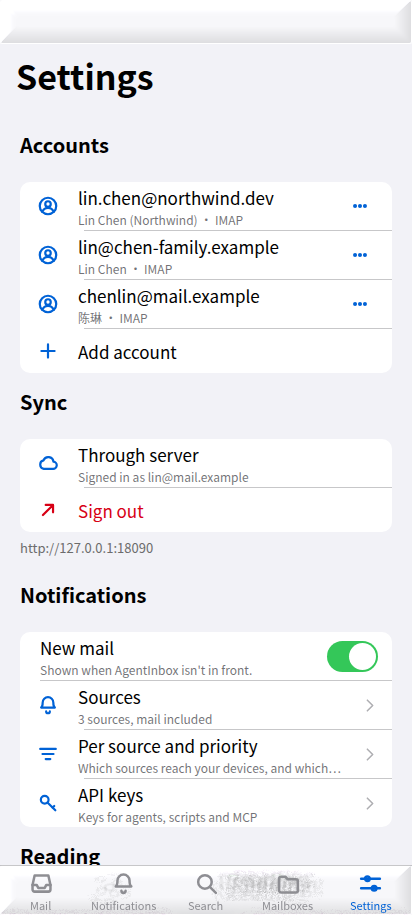 Settings
Accounts
lin.chen@northwind.dev
Lin Chen (Northwind) • IMAP
lin@chen-family.example
Lin Chen • IMAP
chenlin@mail.example
陈琳 • IMAP
Add account
Sync
Through server
Signed in as lin@mail.example
Sign out
http://127.0.0.1:18090
Notifications
New mail
Shown when AgentInbox isn't in front.
Sources
3 sources, mail included
Per source and priority
Which sources reach your devices, and which…
API keys
Keys for agents, scripts and MCP
Reading
Mail
Notifications
Search
Mailboxes
Settings